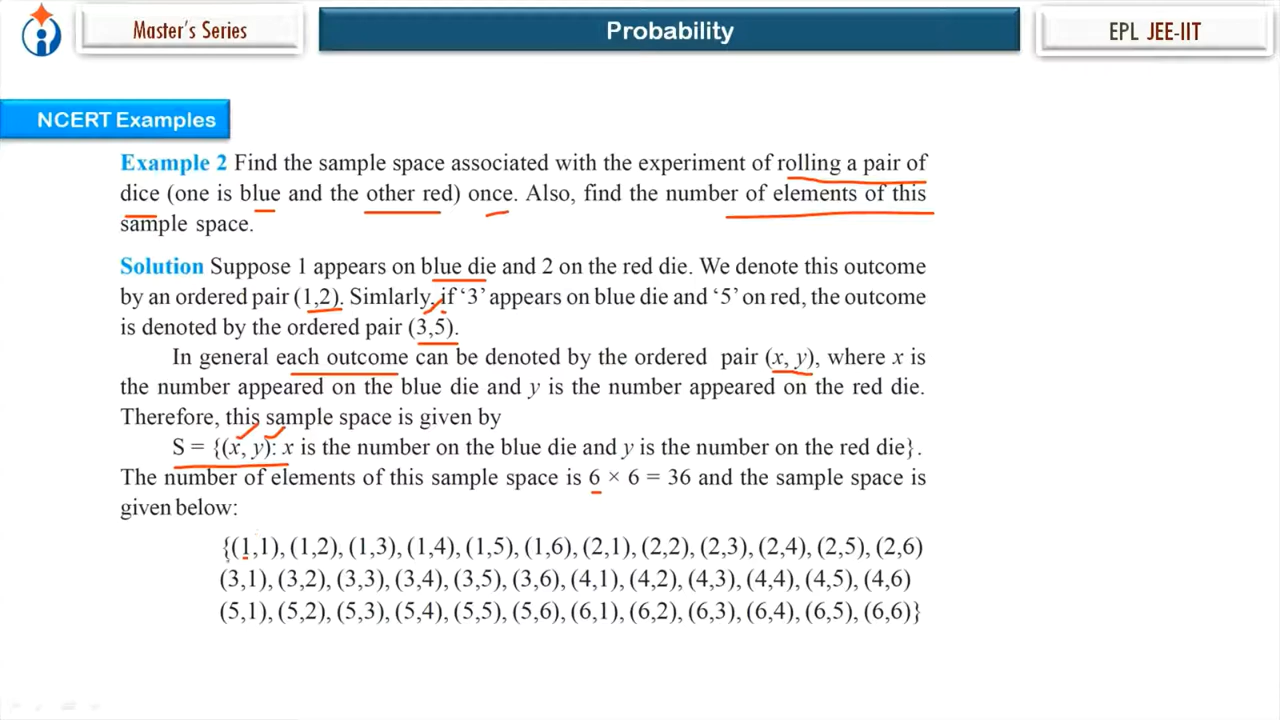 Master's Series
Probability
EPL JEE-IIT
NCERT Examples
Example 2 Find the sample space associated with the experiment of rolling a pair of
dice (one is blue and the other red) once. Also, find the number of elements of this
sample space.
Solution Suppose 1 appears on blue die and 2 on the red die. We denote this outcome
by an ordered pair (1,2). Simlarly, if ‘3’ appears on blue die and ‘5’ on red, the outcome
is denoted by the ordered pair (3,5).
In general each outcome can be denoted by the ordered pair (x, y), where x is
the number appeared on the blue die and y is the number appeared on the red die.
Therefore, this sample space is given by
S = {(x, y): x is the number on the blue die and y is the number on the red die}.
The number of elements of this sample space is 6 × 6 = 36 and the sample space is
given below:
{(1,1), (1,2), (1,3), (1,4), (1,5), (1,6), (2,1), (2,2), (2,3), (2,4), (2,5), (2,6)
(3,1), (3,2), (3,3), (3,4), (3,5), (3,6), (4,1), (4,2), (4,3), (4,4), (4,5), (4,6)
(5,1), (5,2), (5,3), (5,4), (5,5), (5,6), (6,1), (6,2), (6,3), (6,4), (6,5), (6,6)}